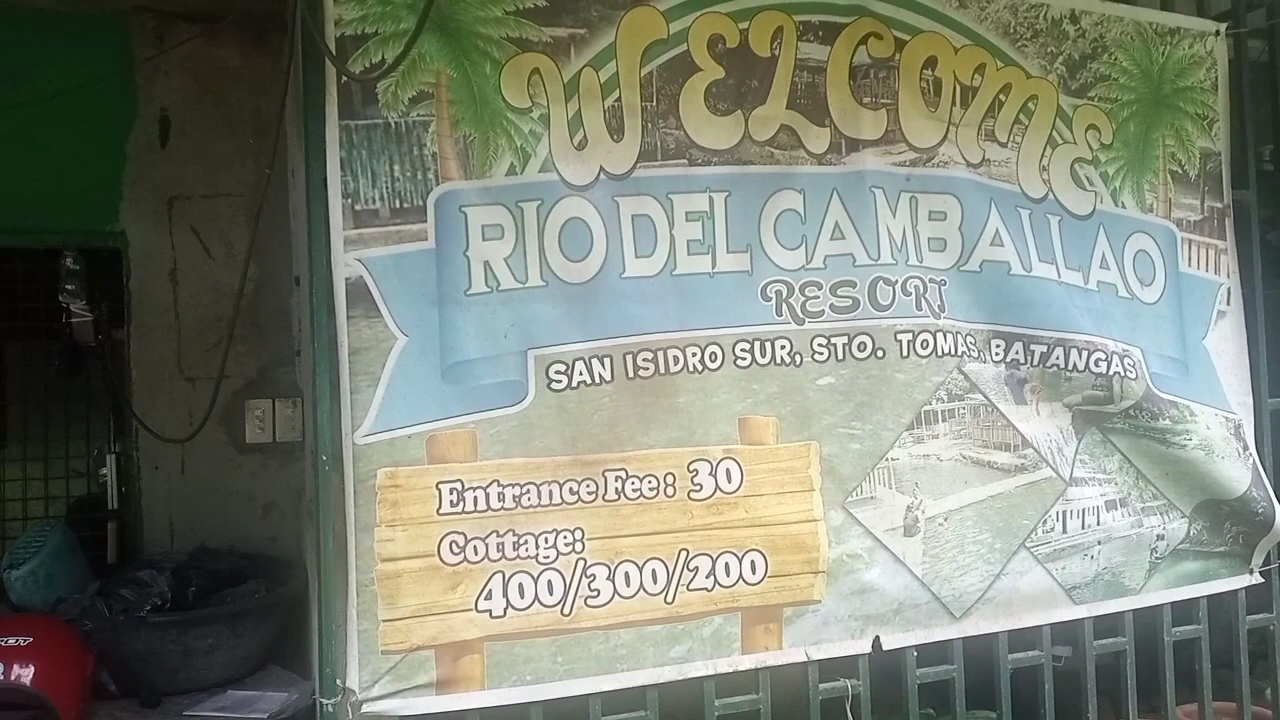 WELCOME
RIO DEL CAMBALLAO
RESORT
SAN ISIDRO SUR, STO. TOMAS, BATANGAS
Entrance Fee: 30
Cottage:
400/300/200